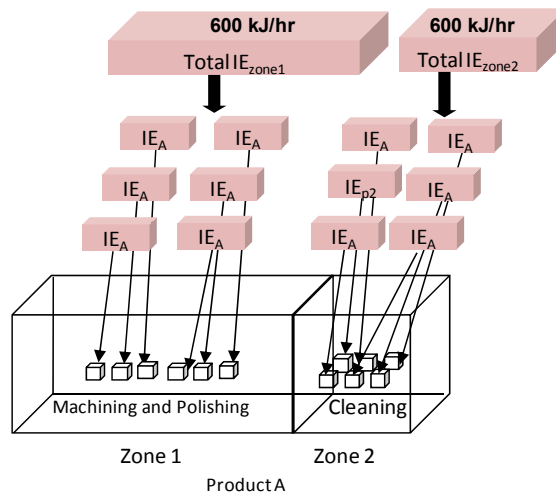 600 kJ/hr 600 kJ/hr
Total IEzone1 Total IEzone2
IEA IEA IEA IEA
IEA IEA IEp2 IEA
IEA IEA IEA IEA
Machining and Polishing Cleaning
Zone 1 Zone 2
Product A